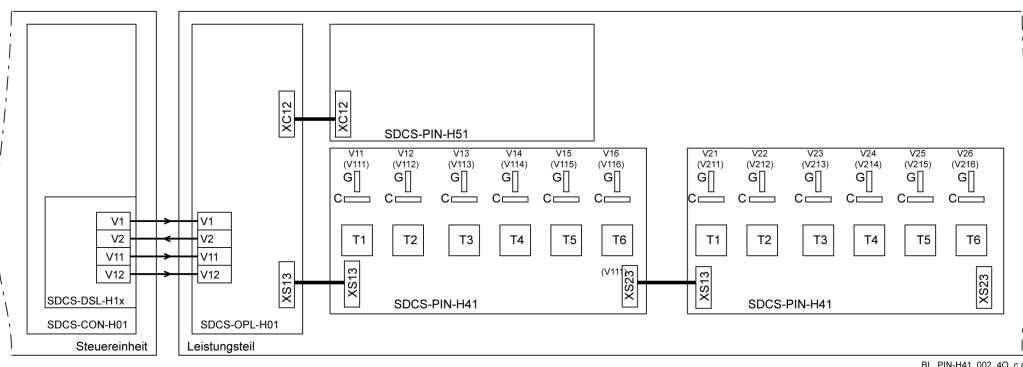 XC12
XC12
SDCS-PIN-H51
V11 V12 V13 V14 V15 V16
(V111) (V112) (V113) (V114) (V115) (V116)
G G G G G G
C C C C C C
T1 T2 T3 T4 T5 T6
(V111)
XS13
XS13
XS23
SDCS-PIN-H41
V21 V22 V23 V24 V25 V26
(V211) (V212) (V213) (V214) (V215) (V216)
G G G G G G
C C C C C C
T1 T2 T3 T4 T5 T6
XS13
XS23
SDCS-PIN-H41
V1 V1
V2 V2
V11 V11
V12 V12
SDCS-DSL-H1x
SDCS-CON-H01
SDCS-OPL-H01
Steuereinheit
Leistungsteil